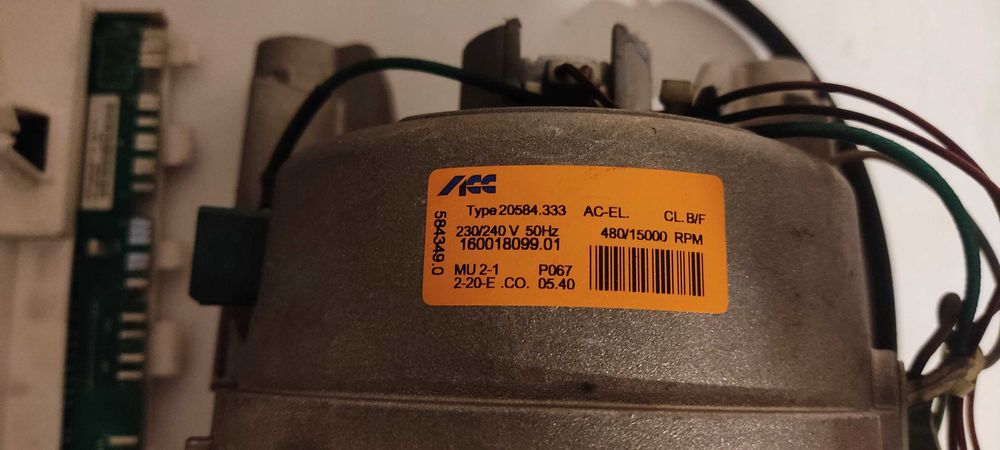 ACC
Type 20584.333 AC-EL. CL.B/F
230/240 V 50Hz 480/15000 RPM
160018099.01
MU 2-1 P067
2-20-E .CO. 05.40
584349.0